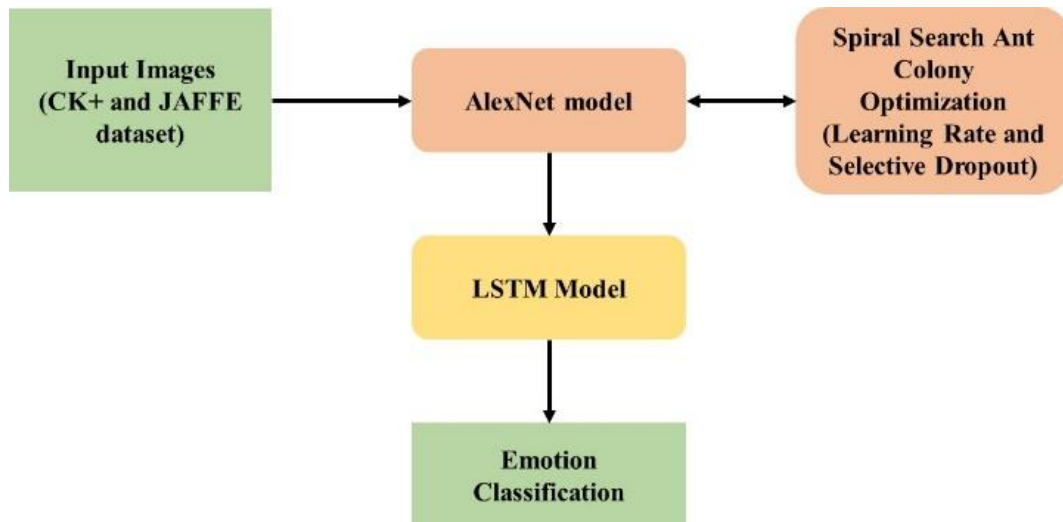 Input Images
(CK+ and JAFFE
dataset)
AlexNet model
Spiral Search Ant
Colony
Optimization
(Learning Rate and
Selective Dropout)
LSTM Model
Emotion
Classification